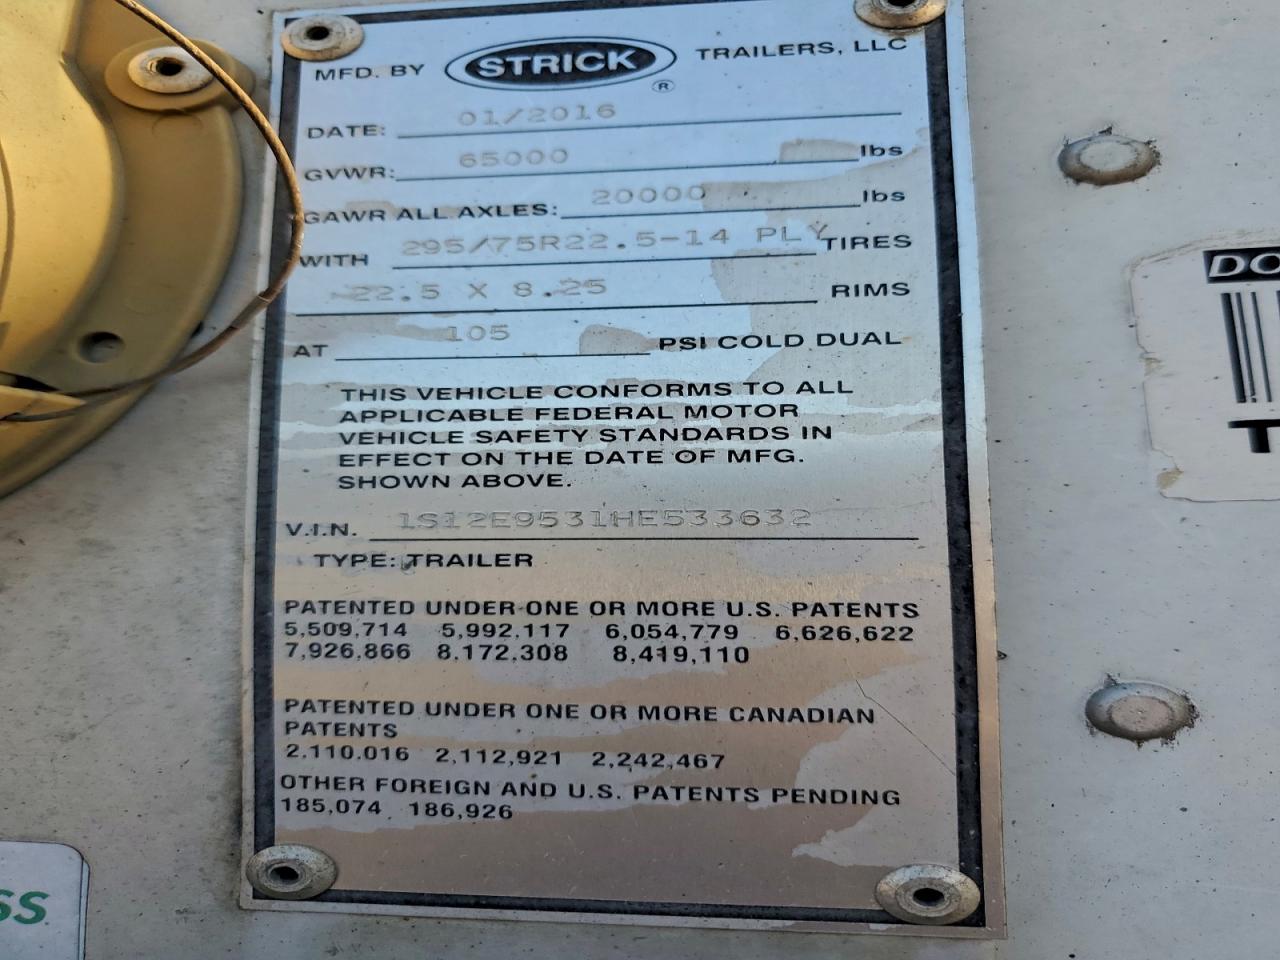 MFD. BY STRICK ® TRAILERS, LLC
DATE: 01/2016
GVWR: 65000 lbs
GAWR ALL AXLES: 20000 lbs
WITH 295/75R22.5-14 PLY TIRES
22.5 X 8.25 RIMS
AT 105 PSI COLD DUAL
THIS VEHICLE CONFORMS TO ALL
APPLICABLE FEDERAL MOTOR
VEHICLE SAFETY STANDARDS IN
EFFECT ON THE DATE OF MFG.
SHOWN ABOVE.
V.I.N. 1S12E9531HE533632
TYPE: TRAILER
PATENTED UNDER ONE OR MORE U.S. PATENTS
5,509,714 5,992,117 6,054,779 6,626,622
7,926,866 8,172,308 8,419,110
PATENTED UNDER ONE OR MORE CANADIAN
PATENTS
2,110,016 2,112,921 2,242,467
OTHER FOREIGN AND U.S. PATENTS PENDING
185,074 186,926
DO
T
SS